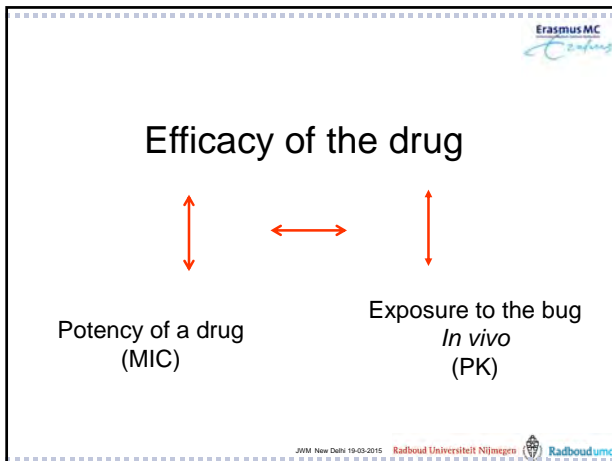 Erasmus MC
Erasmus
Efficacy of the drug
Potency of a drug
(MIC)
Exposure to the bug
In vivo
(PK)
JWM New Delhi 19-03-2015 Radboud Universiteit Nijmegen Radboudumc